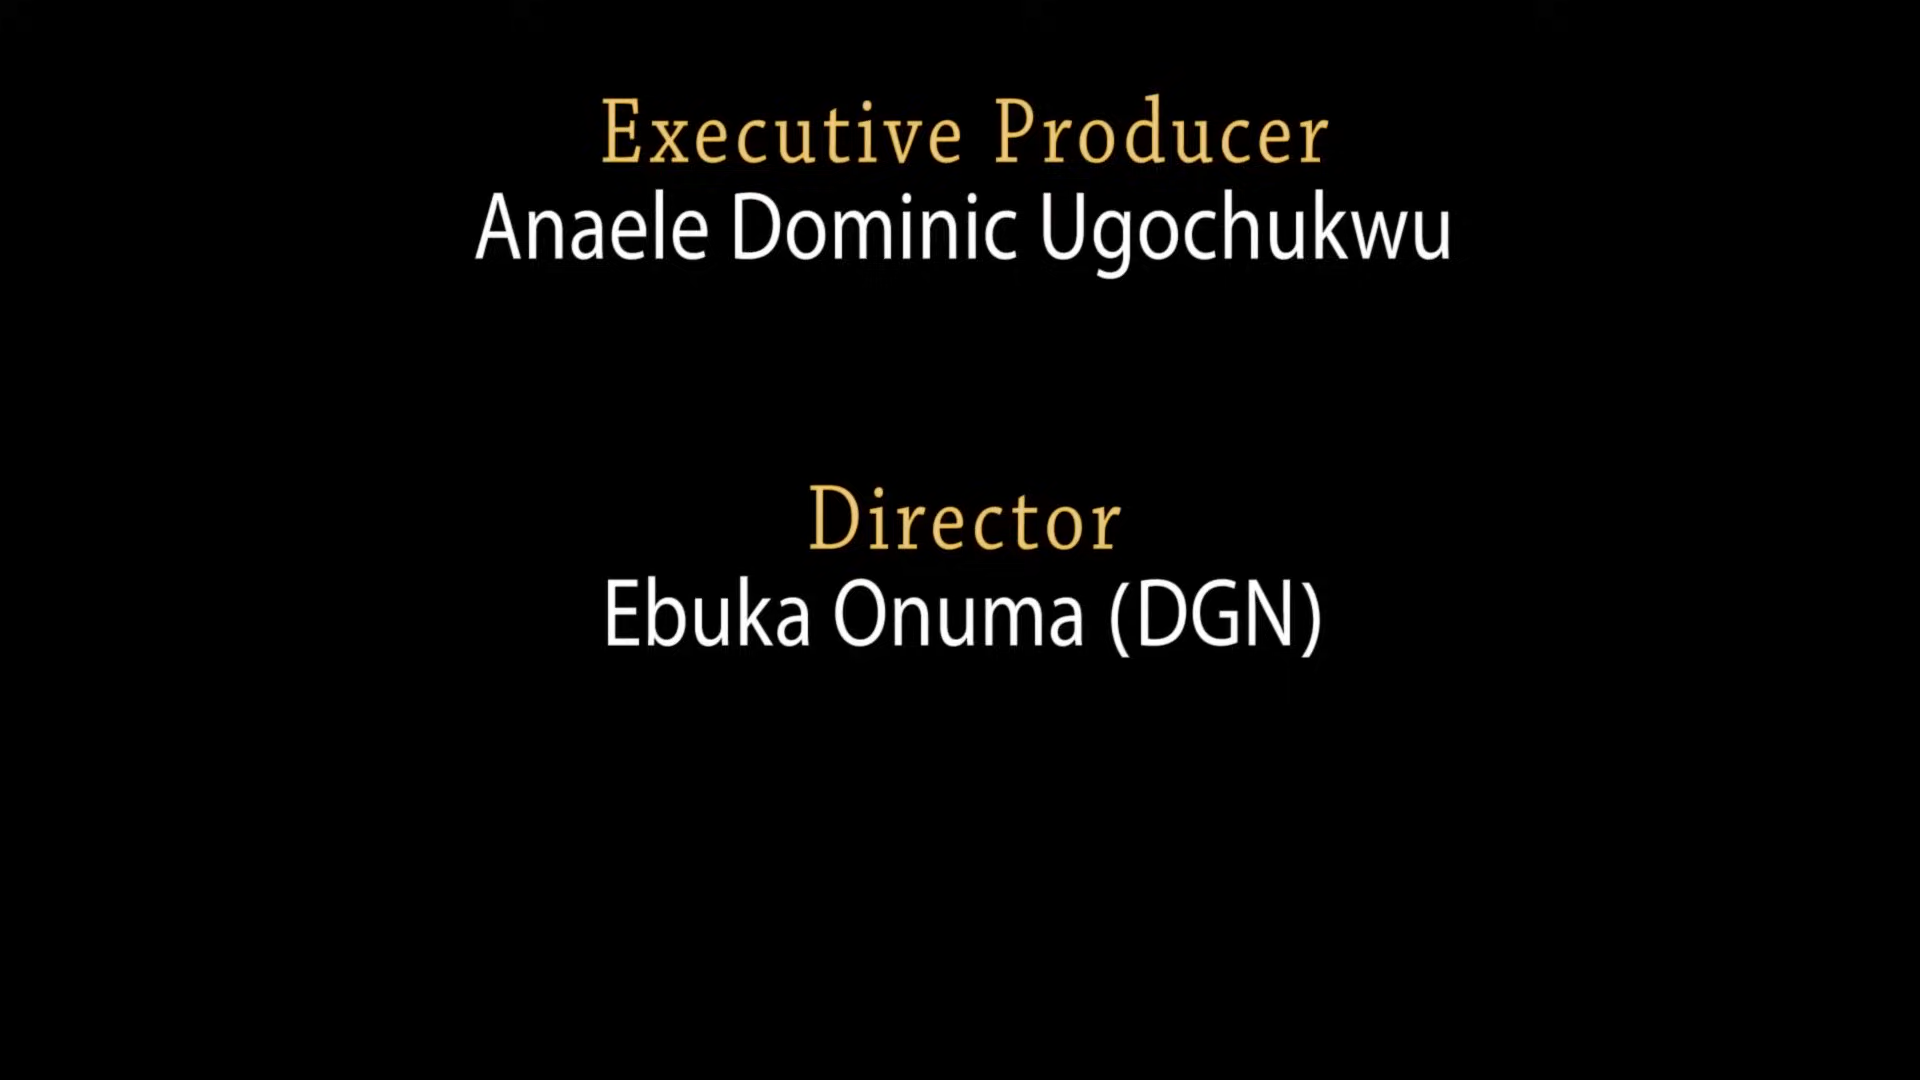 Executive Producer
Anaele Dominic Ugochukwu
Director
Ebuka Onuma (DGN)